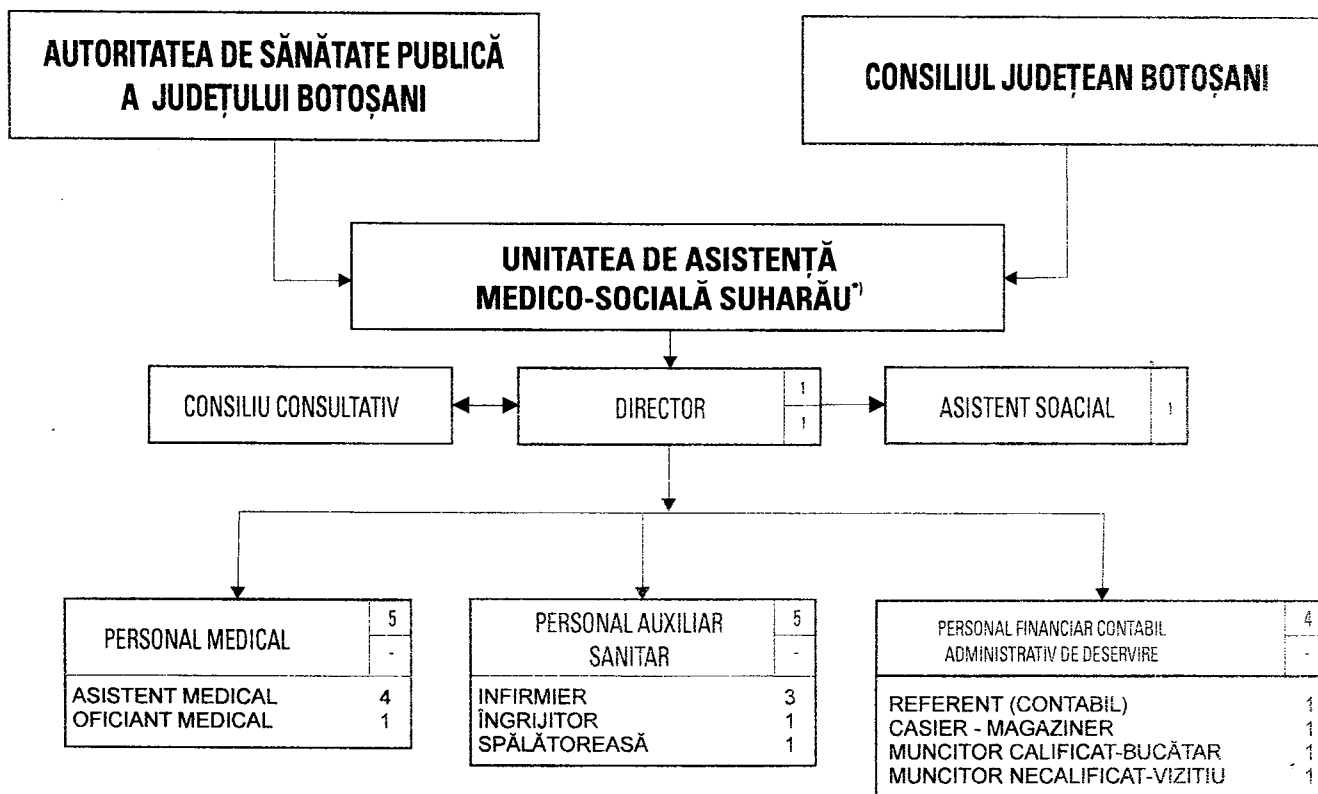 AUTORITATEA DE SĂNĂTATE PUBLICĂ
A JUDEȚULUI BOTOȘANI
CONSILIUL JUDEȚEAN BOTOȘANI
UNITATEA DE ASISTENȚĂ
MEDICO-SOCIALĂ SUHARĂU*)
CONSILIU CONSULTATIV
DIRECTOR
1
1
ASISTENT SOACIAL
1
PERSONAL MEDICAL
5
-
ASISTENT MEDICAL 4
OFICIANT MEDICAL 1
PERSONAL AUXILIAR
SANITAR
5
-
INFIRMIER 3
ÎNGRIJITOR 1
SPĂLĂTOREASĂ 1
PERSONAL FINANCIAR CONTABIL
ADMINISTRATIV DE DESERVIRE
4
-
REFERENT (CONTABIL) 1
CASIER - MAGAZINER 1
MUNCITOR CALIFICAT-BUCĂTAR 1
MUNCITOR NECALIFICAT-VIZITIU 1